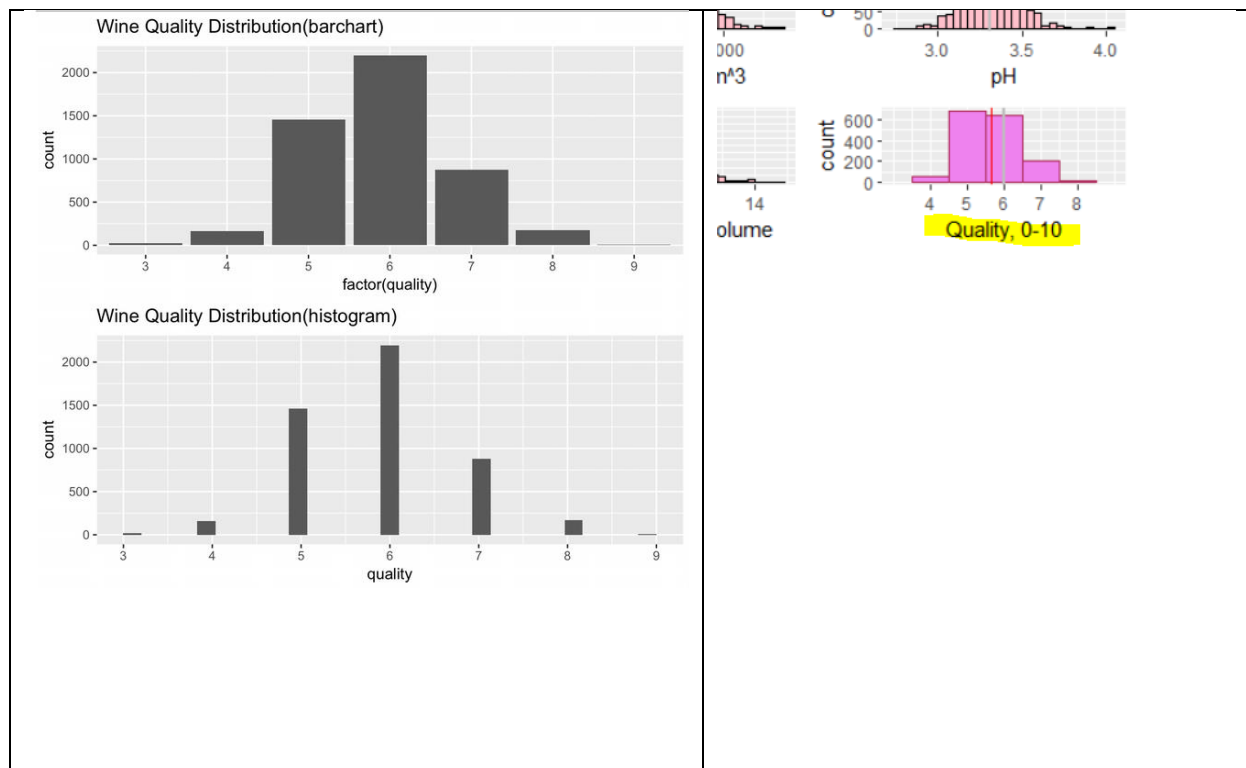 Wine Quality Distribution(barchart)
2000
1500
1000
500
0
count
3 4 5 6 7 8 9
factor(quality)
Wine Quality Distribution(histogram)
2000
1500
1000
500
0
count
3 4 5 6 7 8 9
quality
50
0
000
3.0 3.5 4.0
m^3
pH
600
400
200
0
count
14
4 5 6 7 8
olume
Quality, 0-10